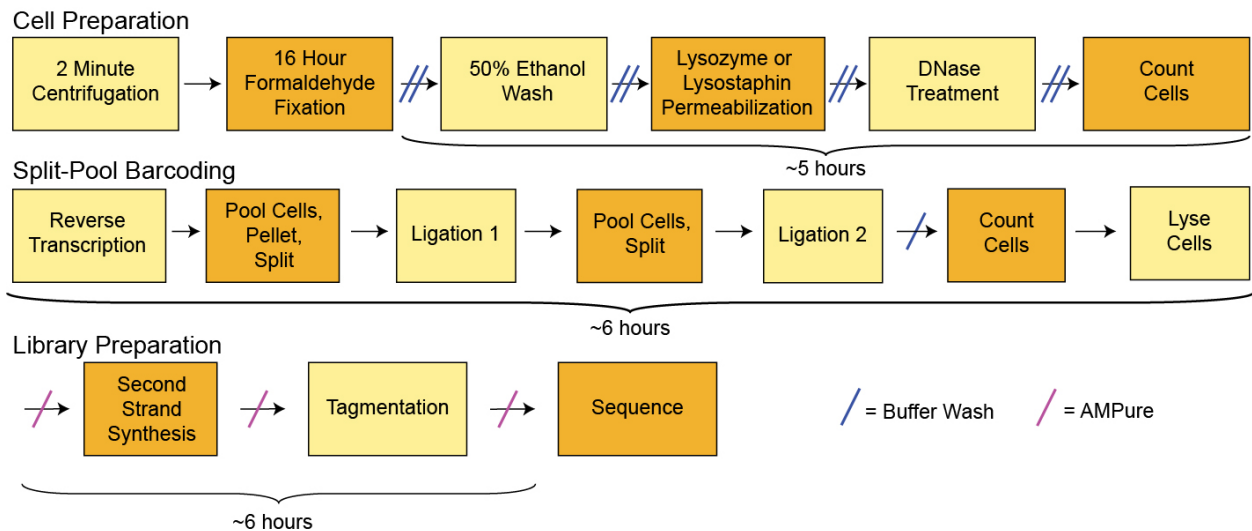 Cell Preparation
2 Minute
Centrifugation
16 Hour
Formaldehyde
Fixation
50% Ethanol
Wash
Lysozyme or
Lysostaphin
Permeabilization
DNase
Treatment
Count
Cells
~5 hours
Split-Pool Barcoding
Reverse
Transcription
Pool Cells,
Pellet,
Split
Ligation 1
Pool Cells,
Split
Ligation 2
Count
Cells
Lyse
Cells
~6 hours
Library Preparation
Second
Strand
Synthesis
Tagmentation
Sequence
= Buffer Wash
= AMPure
~6 hours